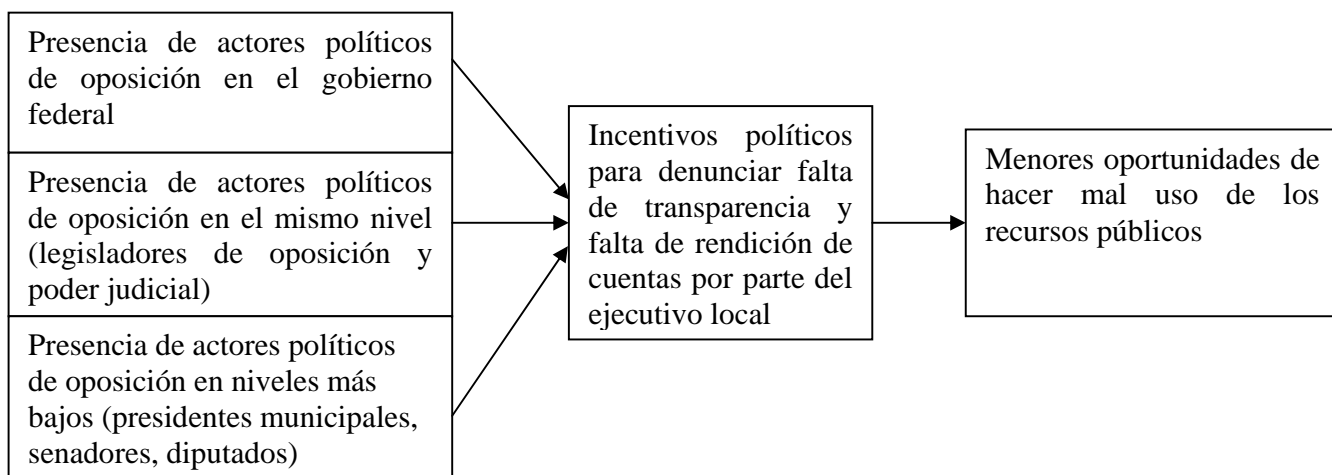 Presencia de actores políticos
de oposición en el gobierno
federal
Presencia de actores políticos
de oposición en el mismo nivel
(legisladores de oposición y
poder judicial)
Presencia de actores políticos
de oposición en niveles más
bajos (presidentes municipales,
senadores, diputados)
Incentivos políticos
para denunciar falta
de transparencia y
falta de rendición de
cuentas por parte del
ejecutivo local
Menores oportunidades de
hacer mal uso de los
recursos públicos